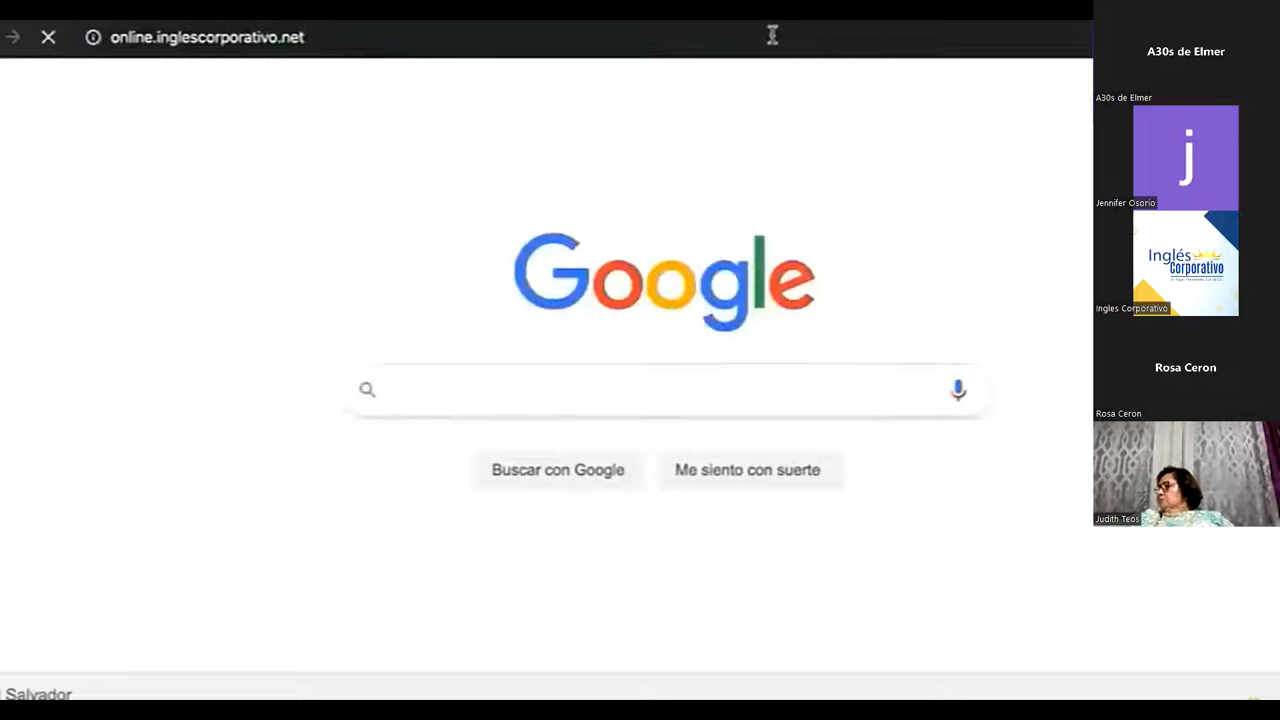 online.inglescorporativo.net
Google
Buscar con Google
Me siento con suerte
Salvador
A30s de Elmer
A30s de Elmer
j
Jennifer Osorio
Inglés
Corporativo
Ingles Corporativo
Rosa Ceron
Rosa Ceron
Judith Teos